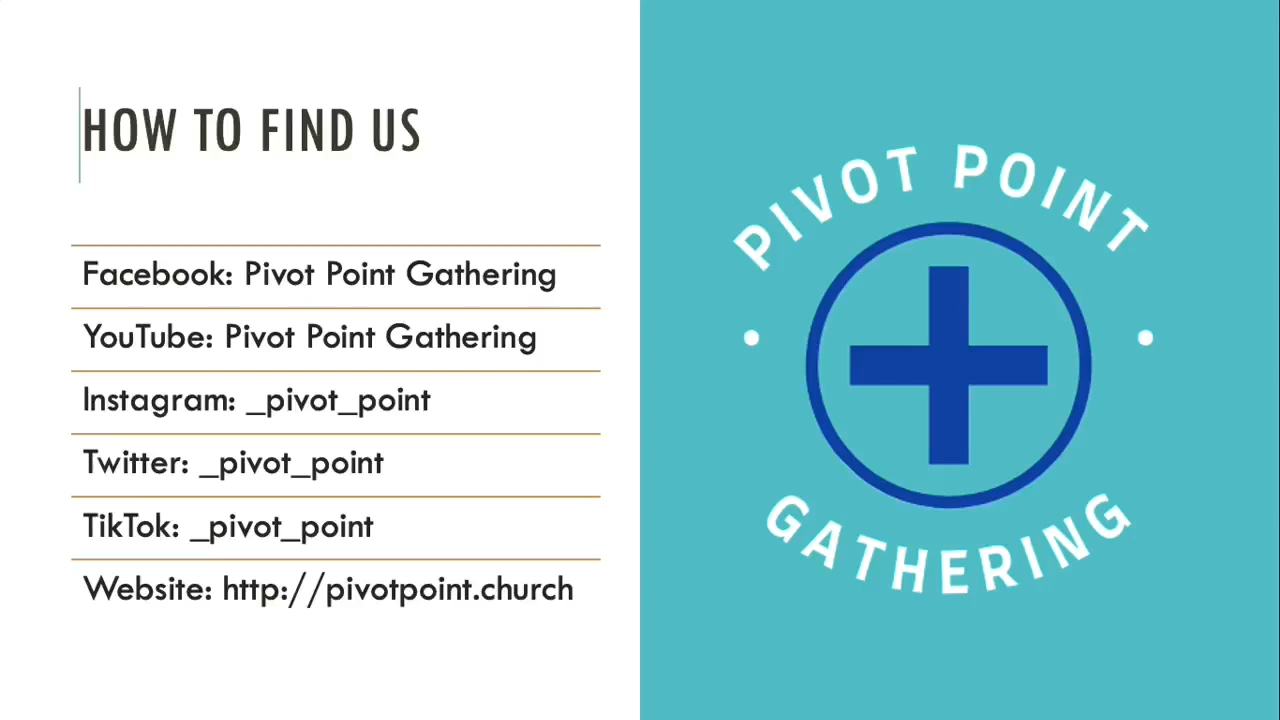 HOW TO FIND US
Facebook: Pivot Point Gathering
YouTube: Pivot Point Gathering
Instagram: _pivot_point
Twitter: _pivot_point
TikTok: _pivot_point
Website: http://pivotpoint.church
PIVOT POINT
GATHERING